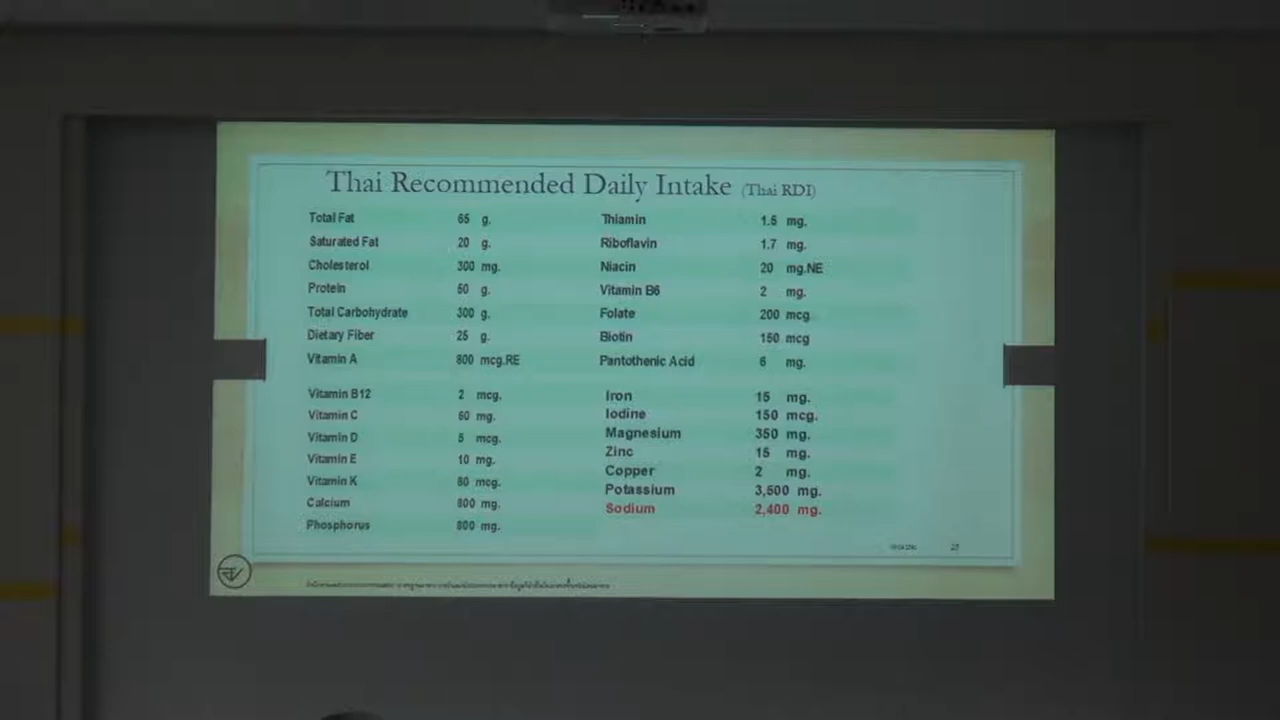 Thai Recommended Daily Intake (Thai RDI)
Total Fat 65 g.
Saturated Fat 20 g.
Cholesterol 300 mg.
Protein 50 g.
Total Carbohydrate 300 g.
Dietary Fiber 25 g.
Vitamin A 800 mcg.RE
Vitamin B12 2 mcg.
Vitamin C 60 mg.
Vitamin D 5 mcg.
Vitamin E 10 mg.
Vitamin K 80 mcg.
Calcium 800 mg.
Phosphorus 800 mg.
Thiamin 1.5 mg.
Riboflavin 1.7 mg.
Niacin 20 mg.NE
Vitamin B6 2 mg.
Folate 200 mcg
Biotin 150 mcg
Pantothenic Acid 6 mg.
Iron 15 mg.
Iodine 150 mcg.
Magnesium 350 mg.
Zinc 15 mg.
Copper 2 mg.
Potassium 3,500 mg.
Sodium 2,400 mg.